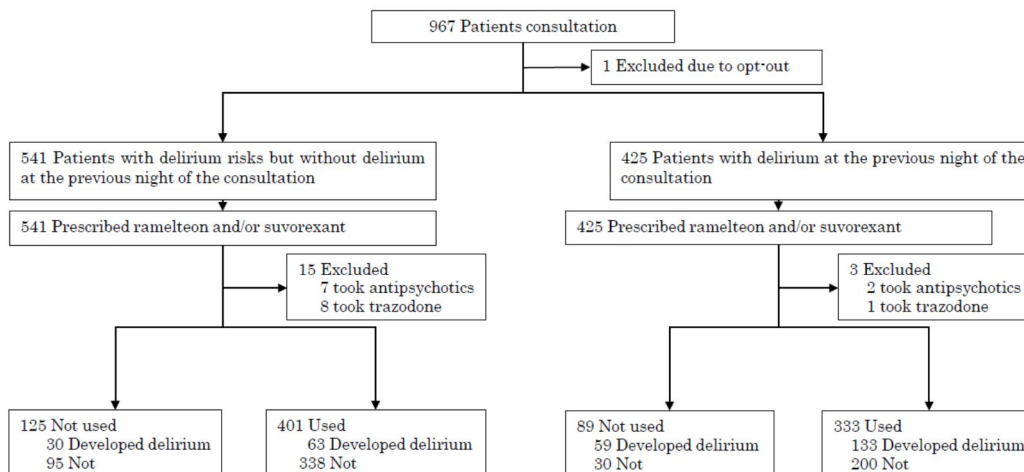 967 Patients consultation
1 Excluded due to opt-out
541 Patients with delirium risks but without delirium
at the previous night of the consultation
425 Patients with delirium at the previous night of the
consultation
541 Prescribed ramelteon and/or suvorexant
425 Prescribed ramelteon and/or suvorexant
15 Excluded
7 took antipsychotics
8 took trazodone
3 Excluded
2 took antipsychotics
1 took trazodone
125 Not used
30 Developed delirium
95 Not
401 Used
63 Developed delirium
338 Not
89 Not used
59 Developed delirium
30 Not
333 Used
133 Developed delirium
200 Not